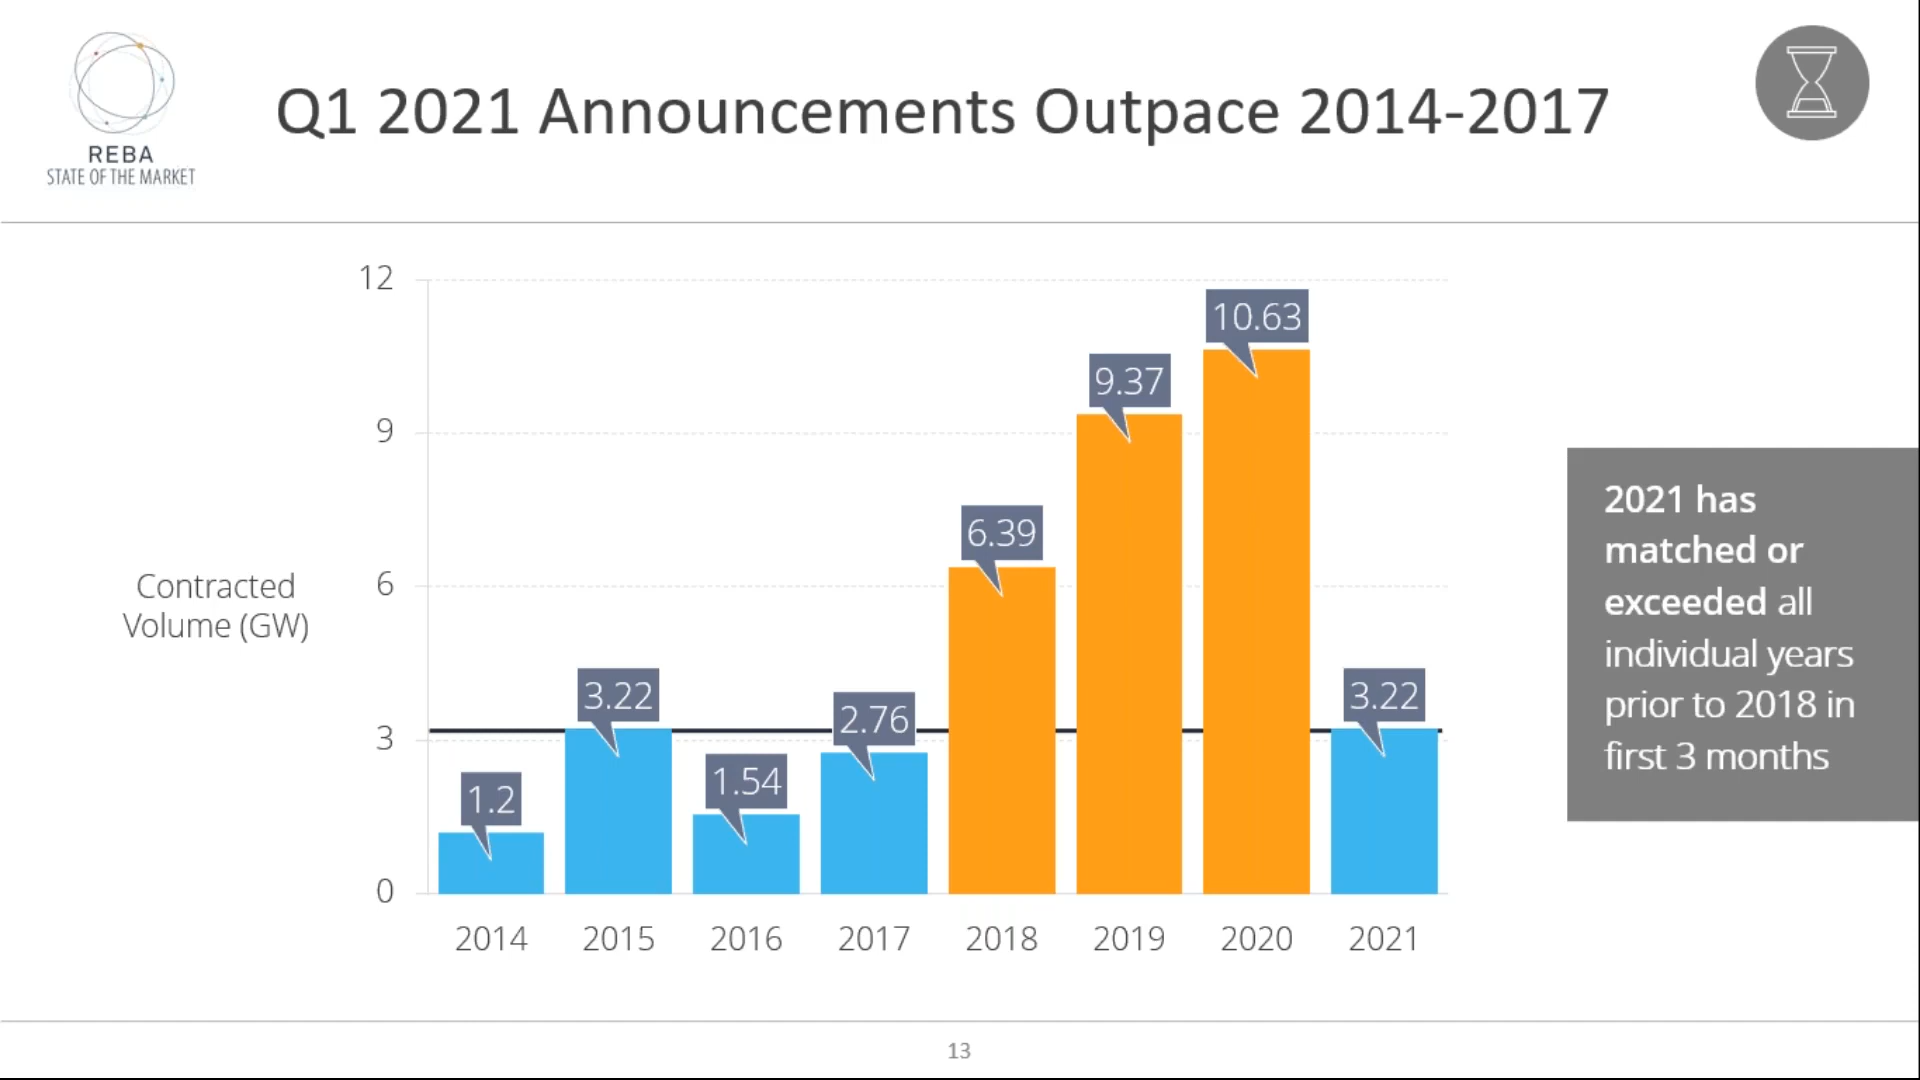 REBA
STATE OF THE MARKET
Q1 2021 Announcements Outpace 2014-2017
Contracted
Volume (GW)
12
9
6
3
0
1.2
3.22
1.54
2.76
6.39
9.37
10.63
3.22
2014
2015
2016
2017
2018
2019
2020
2021
2021 has
matched or
exceeded all
individual years
prior to 2018 in
first 3 months
13